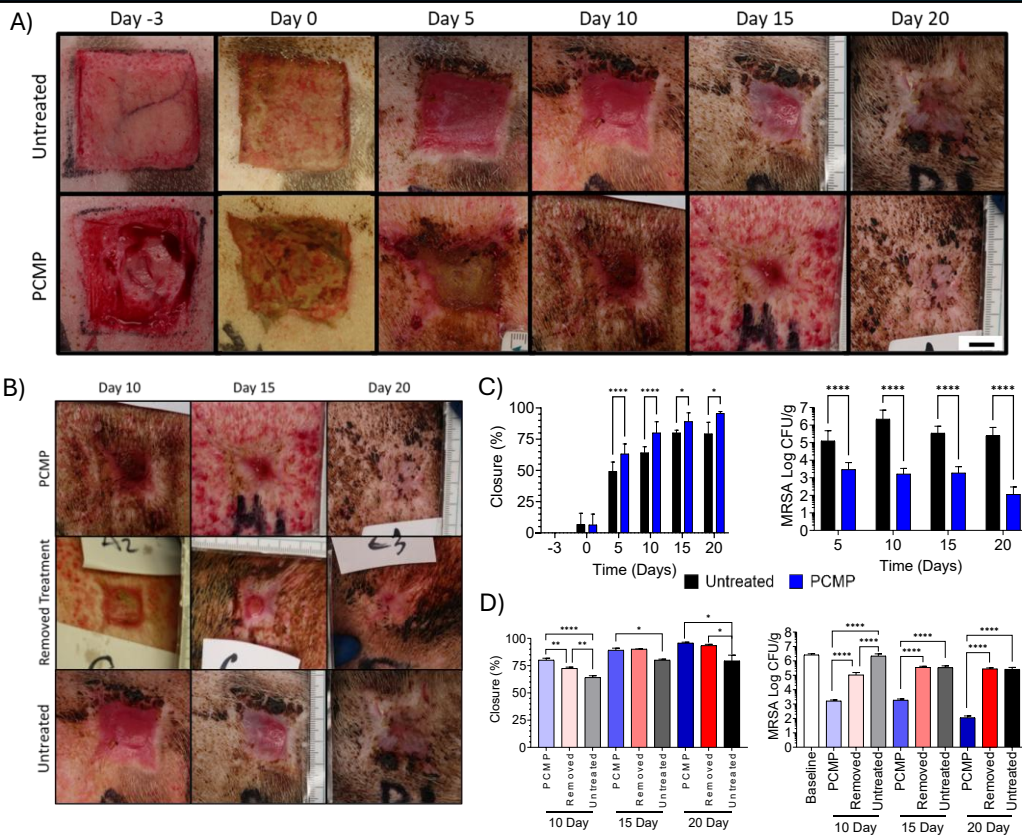 A)
Day -3 Day 0 Day 5 Day 10 Day 15 Day 20
Untreated
PCMP
B)
Day 10 Day 15 Day 20
PCMP
Removed Treatment
A2
C3
Untreated
C)
**** **** * *
Closure (%)
100
75
50
25
0
-3 0 5 10 15 20
Time (Days)
**** **** **** ****
MRSA Log CFU/g
7
6
5
4
3
2
1
0
5 10 15 20
Time (Days)
Untreated PCMP
D)
**** ** ** * * *
Closure (%)
100
75
50
25
0
PCMP Removed Untreated PCMP Removed Untreated PCMP Removed Untreated
10 Day 15 Day 20 Day
**** **** **** **** **** **** ****
MRSA Log CFU/g
8
7
6
5
4
3
2
1
0
Baseline PCMP Removed Untreated PCMP Removed Untreated PCMP Removed Untreated
10 Day 15 Day 20 Day